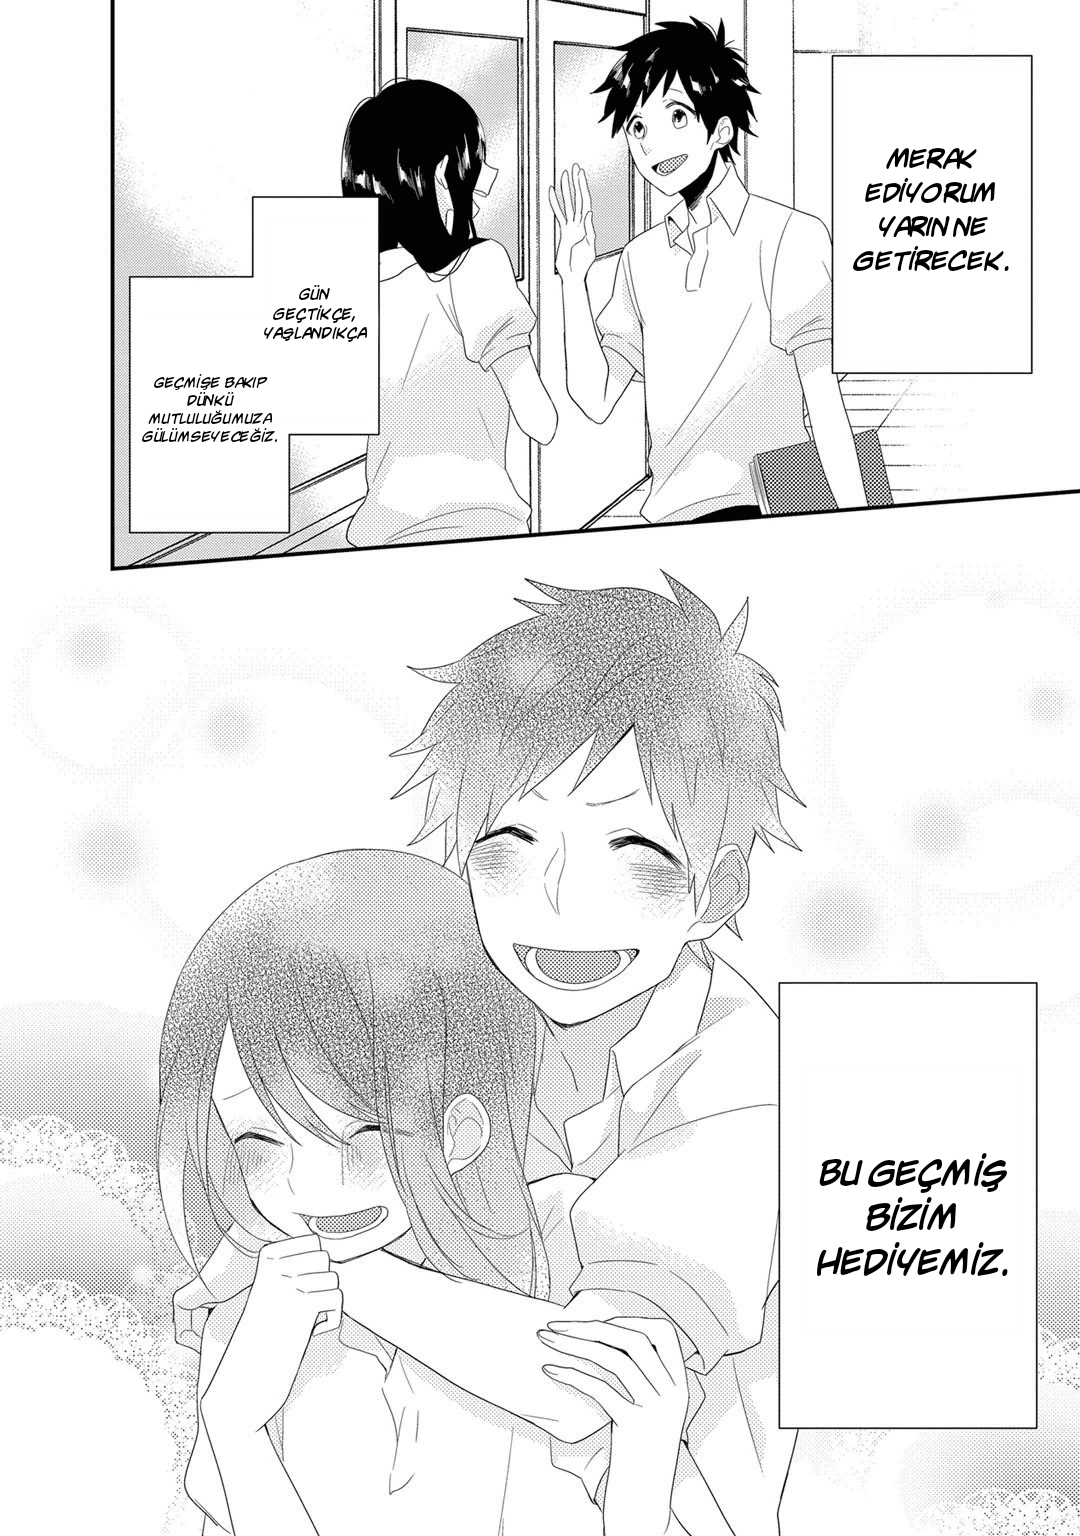 MERAK
EDİYORUM
YARIN NE
GETİRECEK.
GÜN
GEÇTİKÇE,
YAŞLANDIKÇA
GEÇMİŞE BAKIP
DÜNKÜ
MUTLULUĞUMUZA
GÜLÜMSEYECEĞİZ.
BU GEÇMİŞ
BİZİM
HEDİYEMİZ.